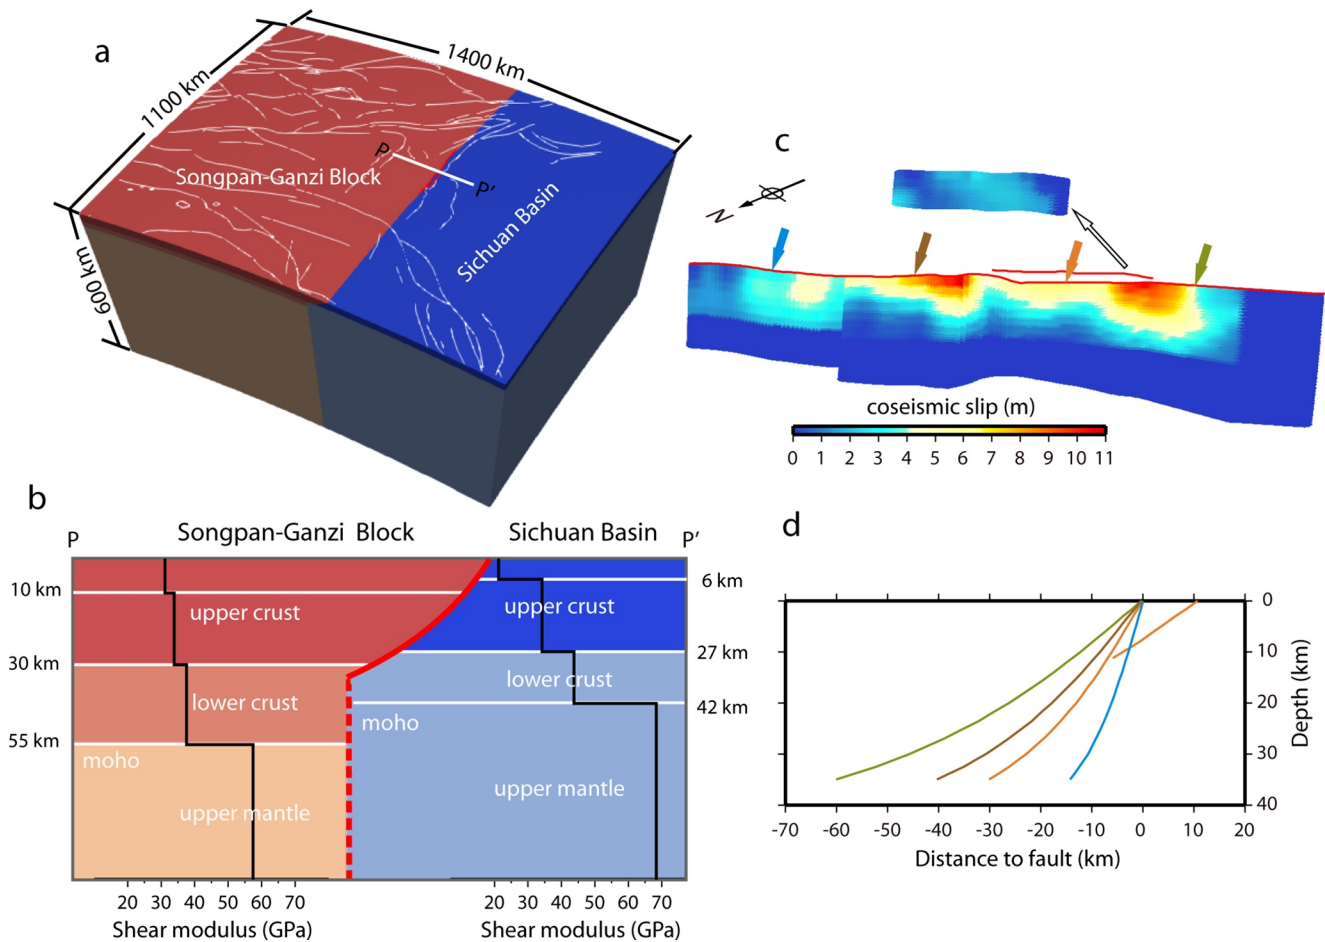 a
1100 km
1400 km
600 km
Songpan-Ganzi Block
P
P'
Sichuan Basin
c
N
coseismic slip (m)
0 1 2 3 4 5 6 7 8 9 10 11
b
P Songpan-Ganzi Block Sichuan Basin P'
10 km
30 km
55 km
upper crust
lower crust
moho
upper mantle
upper crust
lower crust
moho
upper mantle
6 km
27 km
42 km
20 30 40 50 60 70
Shear modulus (GPa)
20 30 40 50 60 70
Shear modulus (GPa)
d
0
10
20
30
40
Depth (km)
-70 -60 -50 -40 -30 -20 -10 0 10 20
Distance to fault (km)